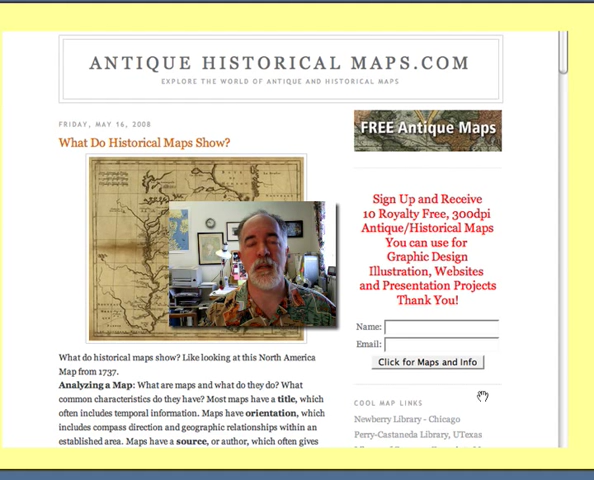 ANTIQUE HISTORICAL MAPS.COM
EXPLORE THE WORLD OF ANTIQUE AND HISTORICAL MAPS
FRIDAY, MAY 16, 2008
What Do Historical Maps Show?
What do historical maps show? Like looking at this North America
Map from 1737.
Analyzing a Map: What are maps and what do they do? What
common characteristics do they have? Most maps have a title, which
often includes temporal information. Maps have orientation, which
includes compass direction and geographic relationships within an
established area. Maps have a source, or author, which often gives
FREE Antique Maps
Sign Up and Receive
10 Royalty Free, 300dpi
Antique/Historical Maps
You can use for
Graphic Design
Illustration, Websites
and Presentation Projects
Thank You!
Name:
Email:
Click for Maps and Info
COOL MAP LINKS
Newberry Library - Chicago
Perry-Castaneda Library, UTexas